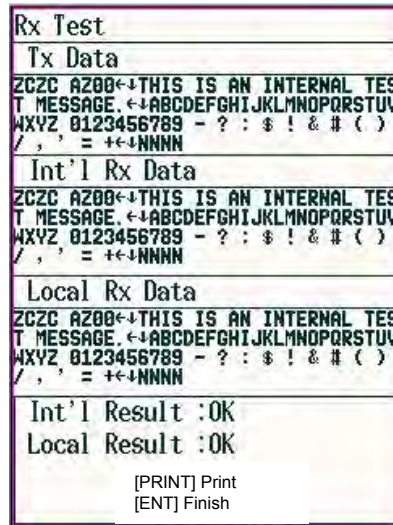 Rx Test
Tx Data
ZCZC AZ00←↓THIS IS AN INTERNAL TES
T MESSAGE.←↓ABCDEFGHIJKLMNOPQRSTUV
WXYZ 0123456789 - ? : $ ! & # ( )
/ , ' = +←↓NNNN
Int'l Rx Data
ZCZC AZ00←↓THIS IS AN INTERNAL TES
T MESSAGE.←↓ABCDEFGHIJKLMNOPQRSTUV
WXYZ 0123456789 - ? : $ ! & # ( )
/ , ' = +←↓NNNN
Local Rx Data
ZCZC AZ00←↓THIS IS AN INTERNAL TES
T MESSAGE.←↓ABCDEFGHIJKLMNOPQRSTUV
WXYZ 0123456789 - ? : $ ! & # ( )
/ , ' = +←↓NNNN
Int'l Result :OK
Local Result :OK
[PRINT] Print
[ENT] Finish